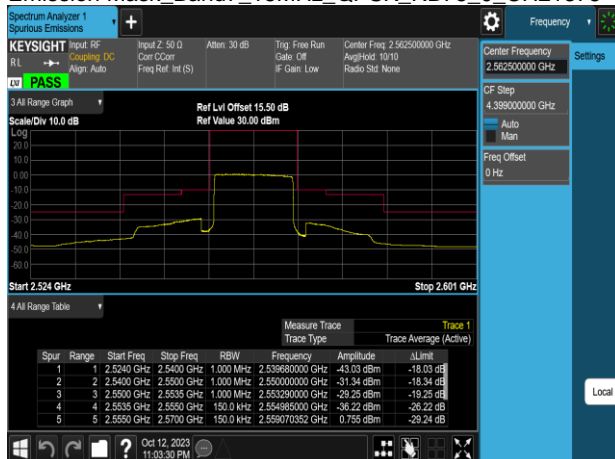 Spectrum Analyzer 1
Spurious Emissions
Frequency
KEYSIGHT
Input: RF
Coupling: DC
Align: Auto
Input Z: 50 Ω
Corr CCorr
Freq Ref: Int (S)
Atten: 30 dB
Trig: Free Run
Gate: Off
IF Gain: Low
Center Freq: 2.562500000 GHz
Avg|Hold: 10/10
Radio Std: None
RL
LXI
PASS
Center Frequency
2.562500000 GHz
Settings
CF Step
4.399000000 GHz
Auto
Man
Freq Offset
0 Hz
3 All Range Graph
Scale/Div 10.0 dB
Ref Lvl Offset 15.50 dB
Ref Value 30.00 dBm
Log
20.0
10.0
0.00
-10.0
-20.0
-30.0
-40.0
-50.0
-60.0
Start 2.524 GHz
Stop 2.601 GHz
4 All Range Table
Measure Trace Trace 1
Trace Type Trace Average (Active)
Spur Range Start Freq Stop Freq RBW Frequency Amplitude ΔLimit
1 1 2.5240 GHz 2.5400 GHz 1.000 MHz 2.539680000 GHz -43.03 dBm -18.03 dB
2 2 2.5400 GHz 2.5500 GHz 1.000 MHz 2.550000000 GHz -31.34 dBm -18.34 dB
3 3 2.5500 GHz 2.5535 GHz 1.000 MHz 2.553290000 GHz -29.25 dBm -19.25 dB
4 4 2.5535 GHz 2.5550 GHz 150.0 kHz 2.554985000 GHz -36.22 dBm -26.22 dB
5 5 2.5550 GHz 2.5700 GHz 150.0 kHz 2.559070352 GHz 0.755 dBm -29.24 dB
Local
?
Oct 12, 2023
11:03:30 PM